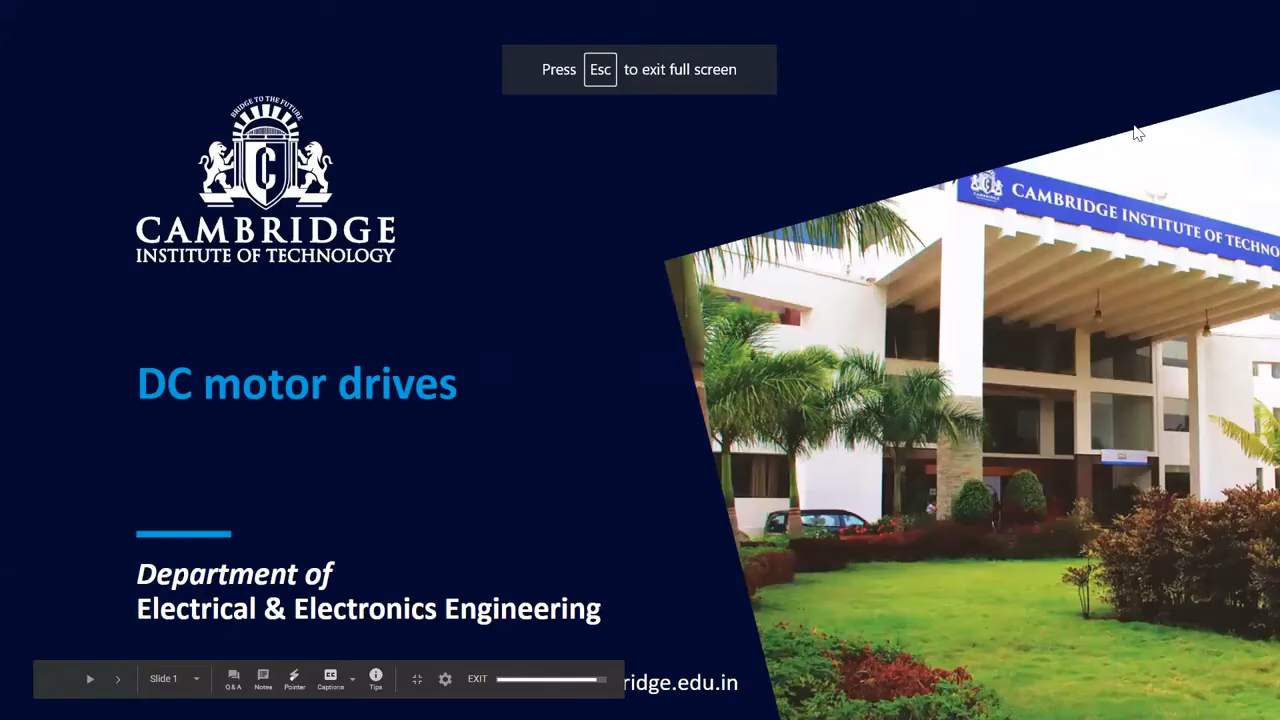 Press Esc to exit full screen
BRIDGE TO THE FUTURE
C
CAMBRIDGE
INSTITUTE OF TECHNOLOGY
CAMBRIDGE INSTITUTE OF TECHNO
DC motor drives
Department of
Electrical & Electronics Engineering
Slide 1
Q & A
Notes
Pointer
Captions
Tips
EXIT
ridge.edu.in